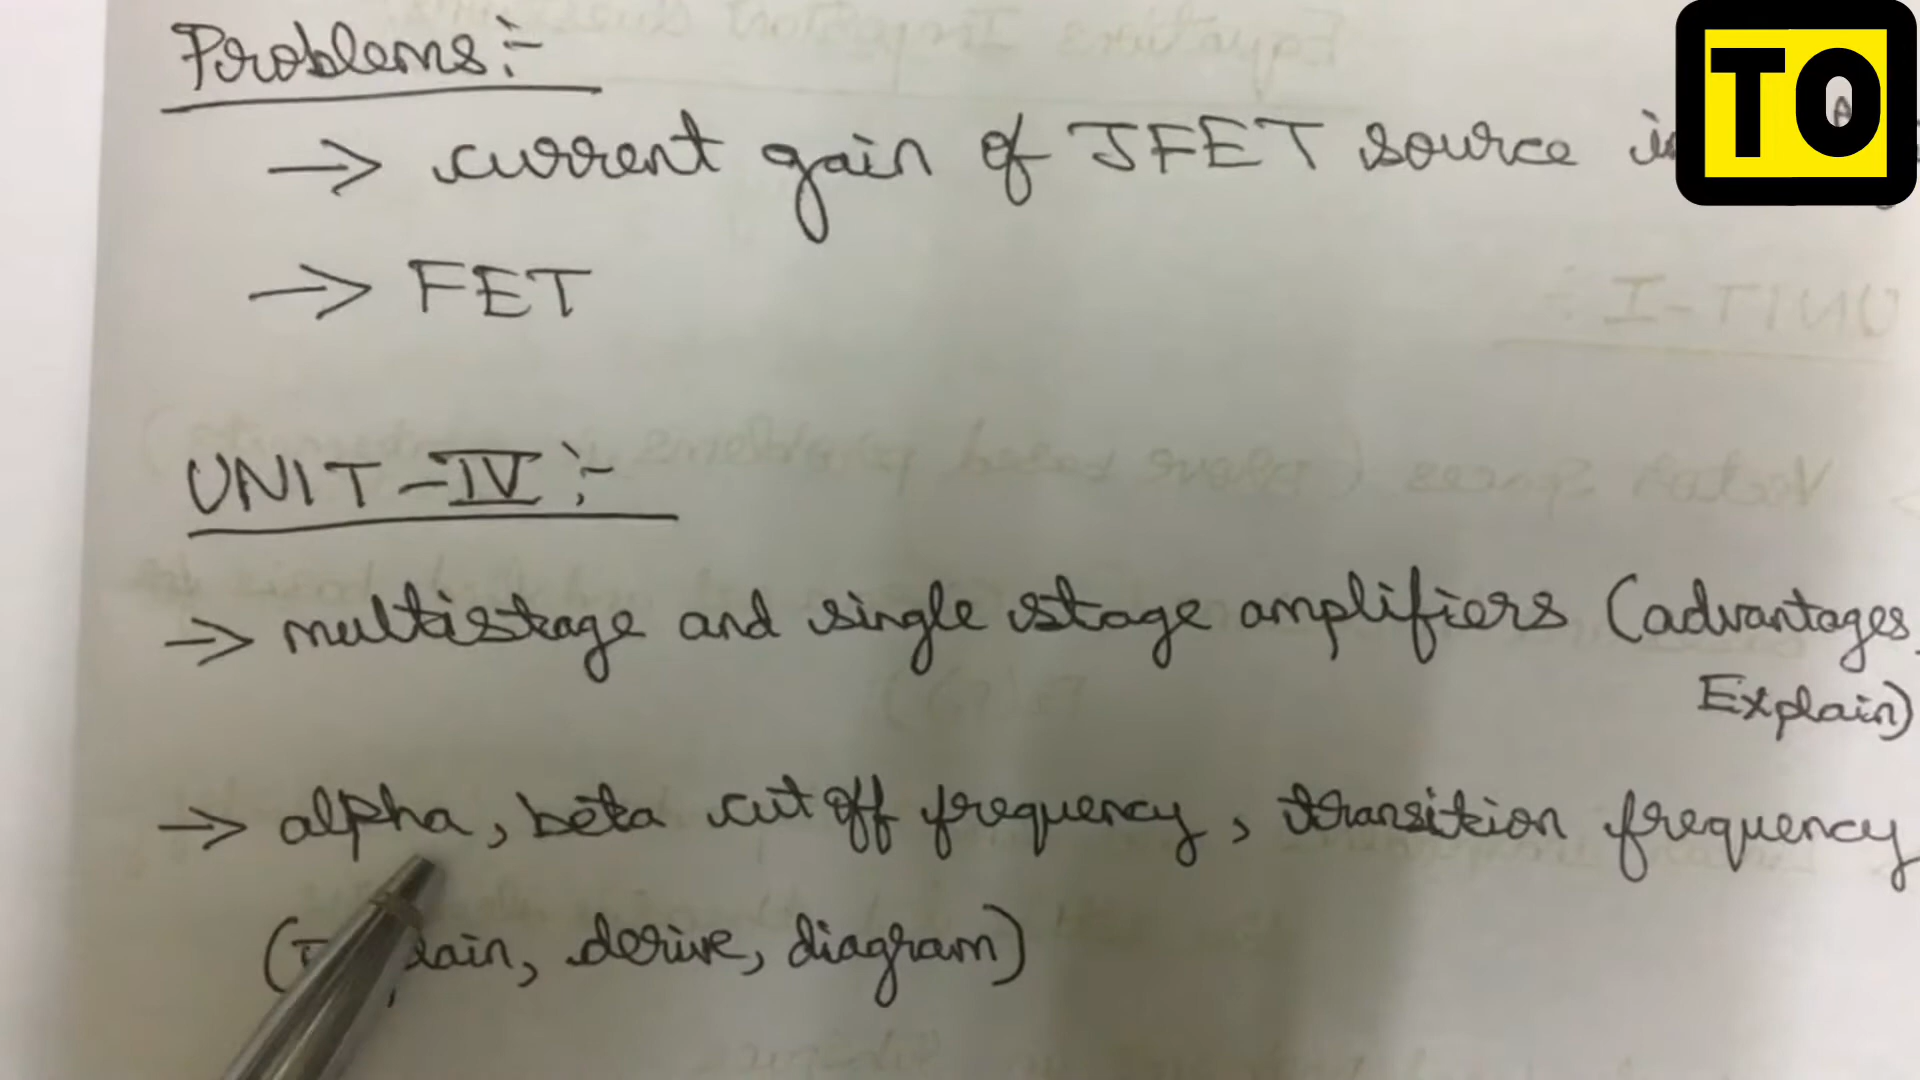 Problems :-
TO
→ current gain of JFET source
→ FET
UNIT-IV :-
→ multistage and single stage amplifiers (advantages,
Explain)
→ alpha, beta cut off frequency, transition frequency
(Explain, derive, diagram)